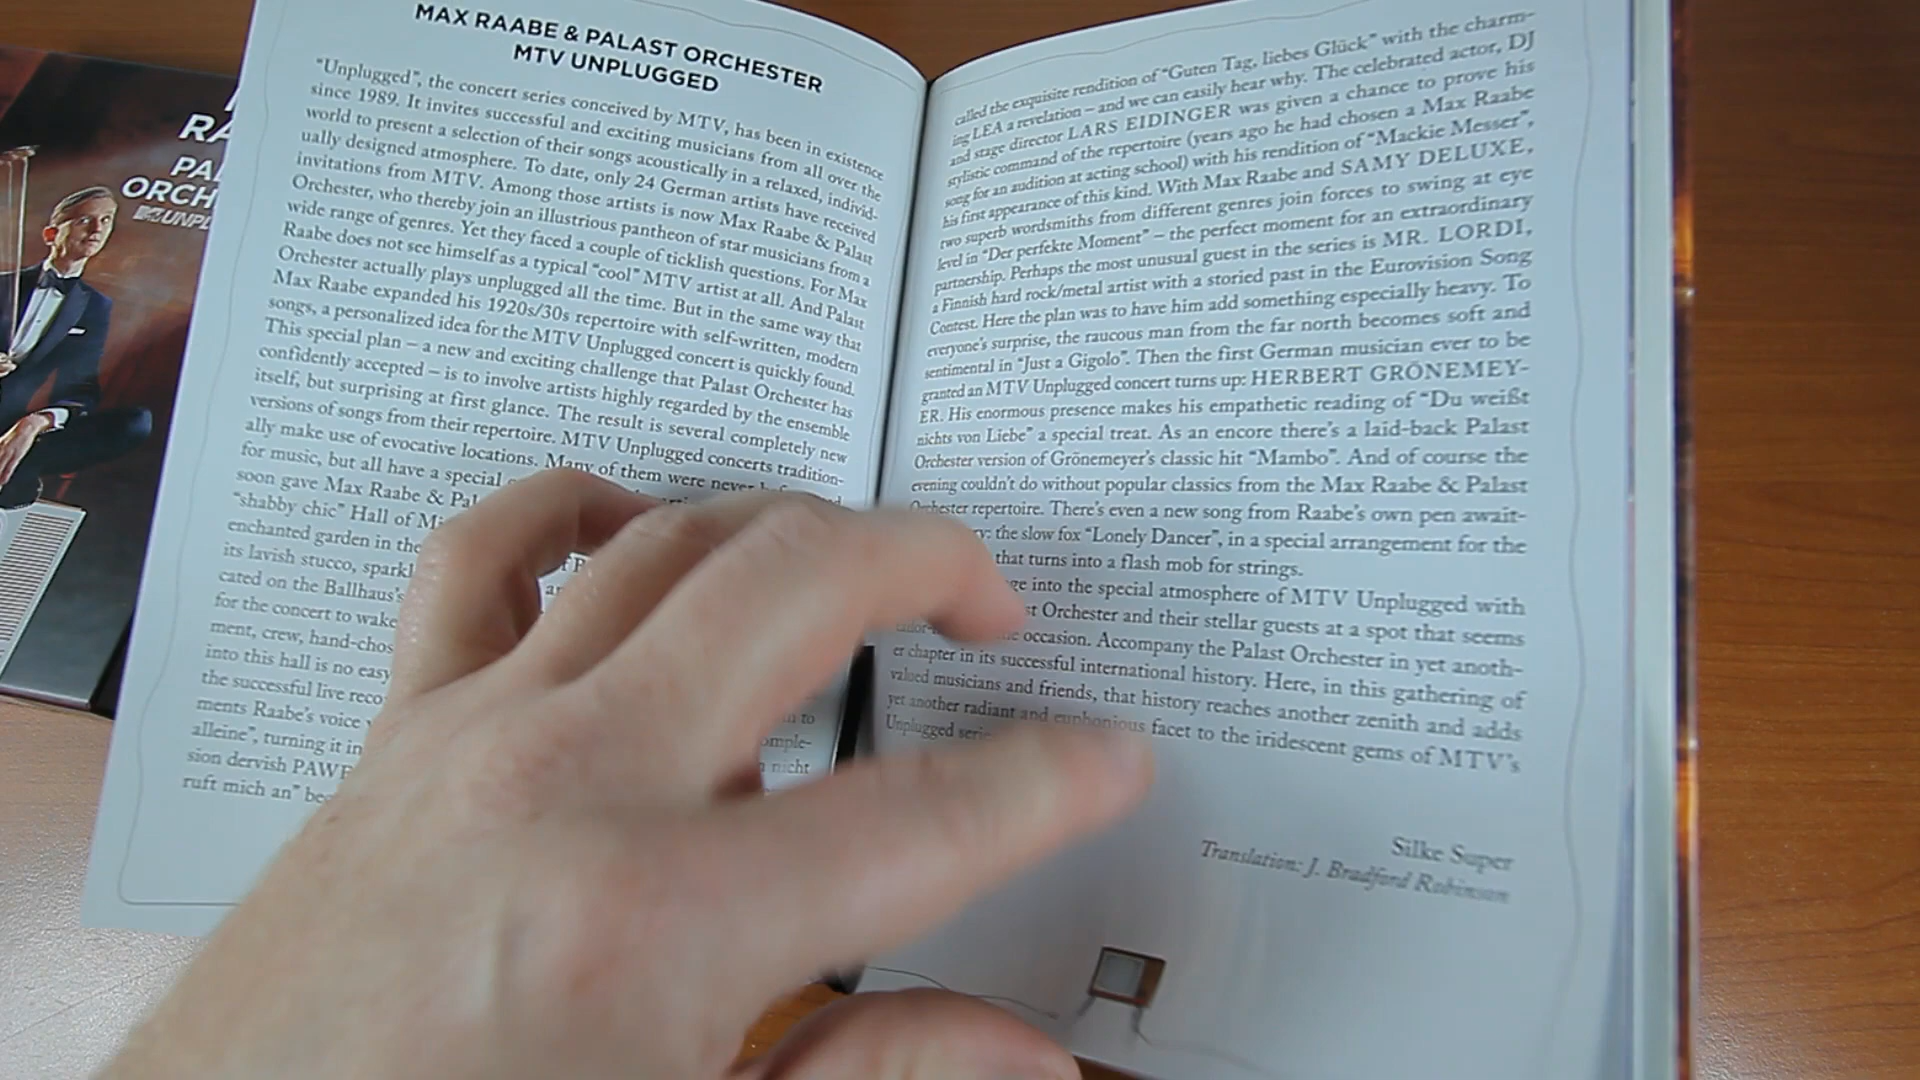 PAL
ORCH
MAX RAABE & PALAST ORCHESTER
MTV UNPLUGGED
"Unplugged", the concert series conceived by MTV, has been in existence
since 1989. It invites successful and exciting musicians from all over the
world to present a selection of their songs acoustically in a relaxed, individ-
ually designed atmosphere. To date, only 24 German artists have received
invitations from MTV. Among those artists is now Max Raabe & Palast
Orchester, who thereby join an illustrious pantheon of star musicians from a
wide range of genres. Yet they faced a couple of ticklish questions. For Max
Raabe does not see himself as a typical "cool" MTV artist at all. And Palast
Orchester actually plays unplugged all the time. But in the same way that
Max Raabe expanded his 1920s/30s repertoire with self-written, modern
songs, a personalized idea for the MTV Unplugged concert is quickly found.
This special plan – a new and exciting challenge that Palast Orchester has
confidently accepted – is to involve artists highly regarded by the ensemble
itself, but surprising at first glance. The result is several completely new
versions of songs from their repertoire. MTV Unplugged concerts tradition-
ally make use of evocative locations. Many of them were never
for music, but all have a special
soon gave Max Raabe & Pal
"shabby chic" Hall of Mi
enchanted garden in the
its lavish stucco, sparkl
cated on the Ballhaus's
for the concert to wake
ment, crew, hand-chos
into this hall is no easy
the successful live reco
ments Raabe's voice
to
alleine", turning it in
omple-
sion dervish PAWE
nicht
ruft mich an" be
called the exquisite rendition of "Guten Tag, liebes Glück" with the charm-
ing LEA a revelation – and we can easily hear why. The celebrated actor, DJ
and stage director LARS EIDINGER was given a chance to prove his
stylistic command of the repertoire (years ago he had chosen a Max Raabe
song for an audition at acting school) with his rendition of "Mackie Messer",
his first appearance of this kind. With Max Raabe and SAMY DELUXE,
two superb wordsmiths from different genres join forces to swing at eye
level in "Der perfekte Moment" – the perfect moment for an extraordinary
partnership. Perhaps the most unusual guest in the series is MR. LORDI,
a Finnish hard rock/metal artist with a storied past in the Eurovision Song
Contest. Here the plan was to have him add something especially heavy. To
everyone's surprise, the raucous man from the far north becomes soft and
sentimental in "Just a Gigolo". Then the first German musician ever to be
granted an MTV Unplugged concert turns up: HERBERT GRÖNEMEY-
ER. His enormous presence makes his empathetic reading of "Du weißt
nichts von Liebe" a special treat. As an encore there's a laid-back Palast
Orchester version of Grönemeyer's classic hit "Mambo". And of course the
evening couldn't do without popular classics from the Max Raabe & Palast
Orchester repertoire. There's even a new song from Raabe's own pen await-
the slow fox "Lonely Dancer", in a special arrangement for the
that turns into a flash mob for strings.
into the special atmosphere of MTV Unplugged with
Orchester and their stellar guests at a spot that seems
occasion. Accompany the Palast Orchester in yet anoth-
er chapter in its successful international history. Here, in this gathering of
valued musicians and friends, that history reaches another zenith and adds
yet another radiant and euphonious facet to the iridescent gems of MTV's
Unplugged
Silke Super
Translation: J. Bradford Robinson